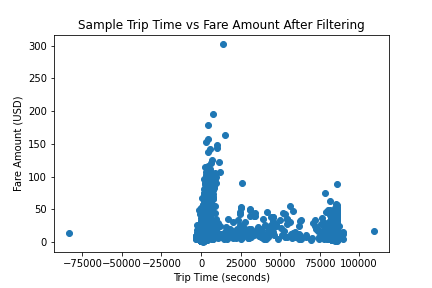 Sample Trip Time vs Fare Amount After Filtering
Fare Amount (USD)
300
250
200
150
100
50
0
−75000 −50000 −25000 0 25000 50000 75000 100000
Trip Time (seconds)